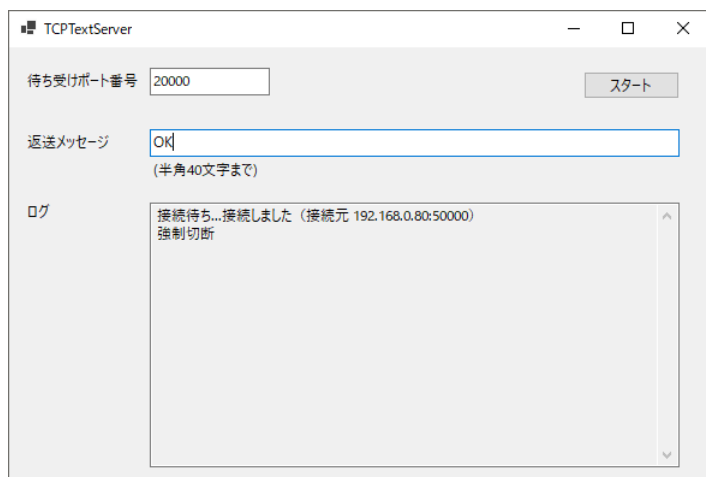 TCPTextServer
待ち受けポート番号 20000 スタート
返送メッセージ OK
(半角40文字まで)
ログ 接続待ち...接続しました（接続元 192.168.0.80:50000）
強制切断